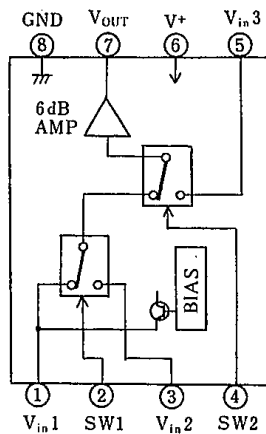 GND VOUT V+ Vin3
8 7 6 5
6dB
AMP
BIAS
1 2 3 4
Vin1 SW1 Vin2 SW2